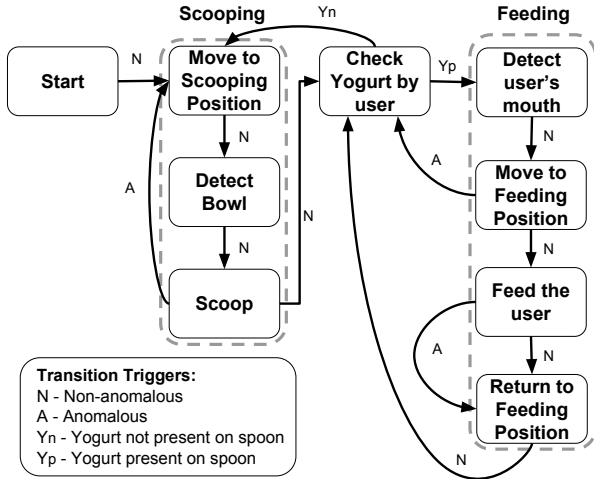 Scooping
Yn
Feeding
Start
N
Move to
Scooping
Position
Check
Yogurt by
user
Yp
Detect
user's
mouth
N
N
A
Detect
Bowl
A
N
Move to
Feeding
Position
N
N
Scoop
Feed the
user
A
N
Return to
Feeding
Position
N
Transition Triggers:
N - Non-anomalous
A - Anomalous
Yn - Yogurt not present on spoon
Yp - Yogurt present on spoon